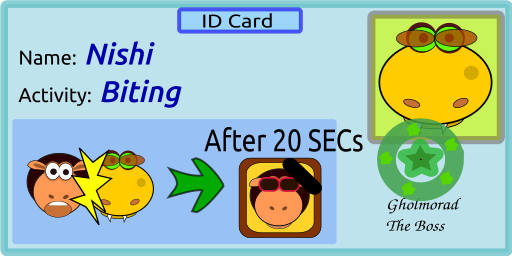 ID Card
Name: Nishi
Activity: Biting
After 20 SECs
Gholmorad
The Boss